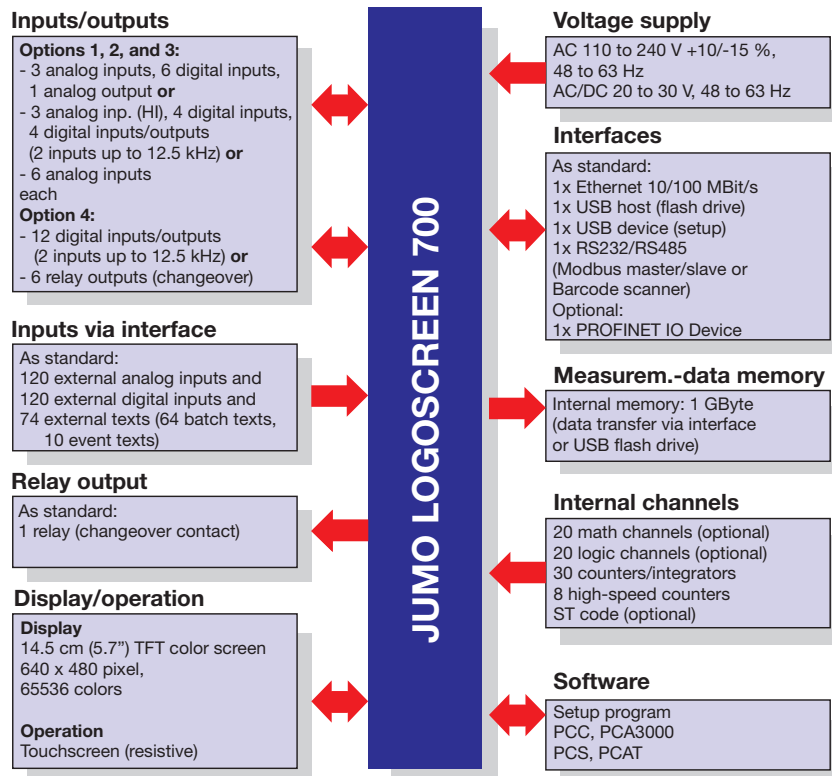 Inputs/outputs
Options 1, 2, and 3:
- 3 analog inputs, 6 digital inputs,
1 analog output or
- 3 analog inp. (HI), 4 digital inputs,
4 digital inputs/outputs
(2 inputs up to 12.5 kHz) or
- 6 analog inputs
each
Option 4:
- 12 digital inputs/outputs
(2 inputs up to 12.5 kHz) or
- 6 relay outputs (changeover)
Inputs via interface
As standard:
120 external analog inputs and
120 external digital inputs and
74 external texts (64 batch texts,
10 event texts)
Relay output
As standard:
1 relay (changeover contact)
Display/operation
Display
14.5 cm (5.7”) TFT color screen
640 x 480 pixel,
65536 colors
Operation
Touchscreen (resistive)
JUMO LOGOSCREEN 700
Voltage supply
AC 110 to 240 V +10/-15 %,
48 to 63 Hz
AC/DC 20 to 30 V, 48 to 63 Hz
Interfaces
As standard:
1x Ethernet 10/100 MBit/s
1x USB host (flash drive)
1x USB device (setup)
1x RS232/RS485
(Modbus master/slave or
Barcode scanner)
Optional:
1x PROFINET IO Device
Measurem.-data memory
Internal memory: 1 GByte
(data transfer via interface
or USB flash drive)
Internal channels
20 math channels (optional)
20 logic channels (optional)
30 counters/integrators
8 high-speed counters
ST code (optional)
Software
Setup program
PCC, PCA3000
PCS, PCAT